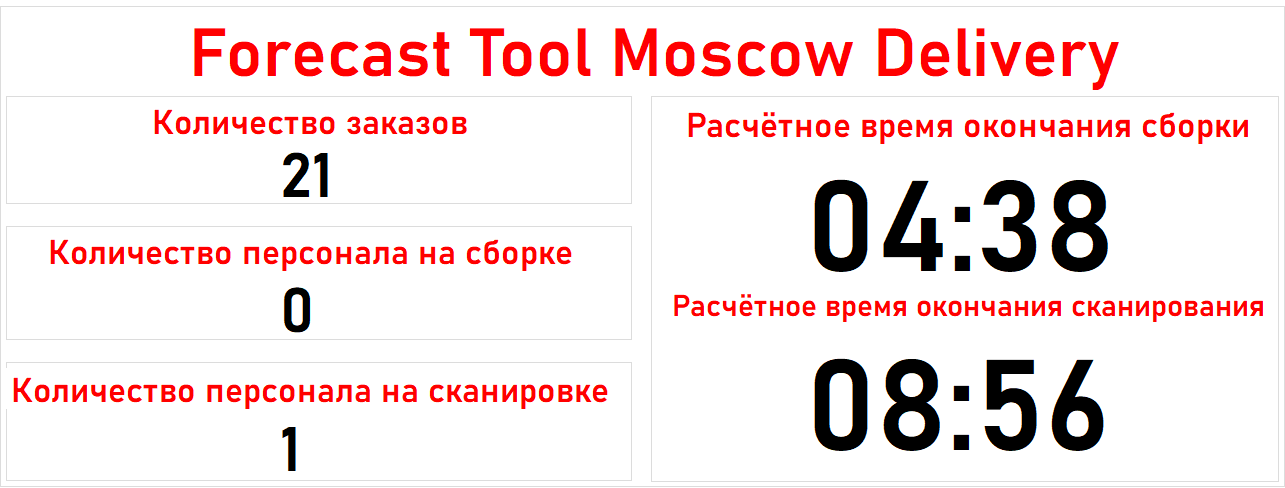 Forecast Tool Moscow Delivery
Количество заказов
21
Количество персонала на сборке
0
Количество персонала на сканировке
1
Расчётное время окончания сборки
04:38
Расчётное время окончания сканирования
08:56